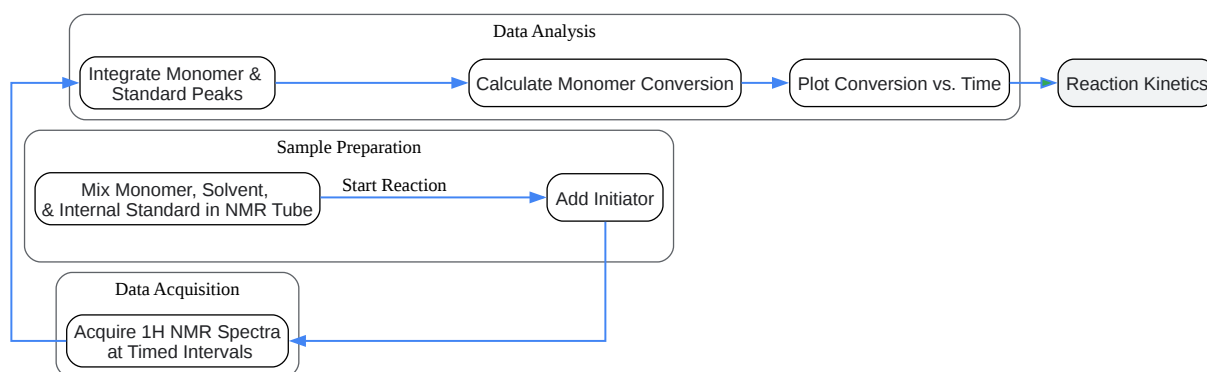 Data Analysis
Integrate Monomer &
Standard Peaks
Calculate Monomer Conversion
Plot Conversion vs. Time
Reaction Kinetics
Sample Preparation
Mix Monomer, Solvent,
& Internal Standard in NMR Tube
Start Reaction
Add Initiator
Data Acquisition
Acquire 1H NMR Spectra
at Timed Intervals